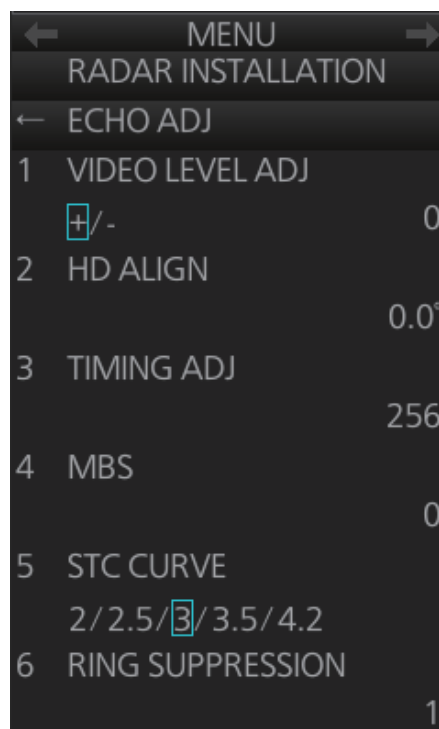 MENU
RADAR INSTALLATION
← ECHO ADJ
1 VIDEO LEVEL ADJ
+/- 0
2 HD ALIGN
0.0°
3 TIMING ADJ
256
4 MBS
0
5 STC CURVE
2/2.5/3/3.5/4.2
6 RING SUPPRESSION
1